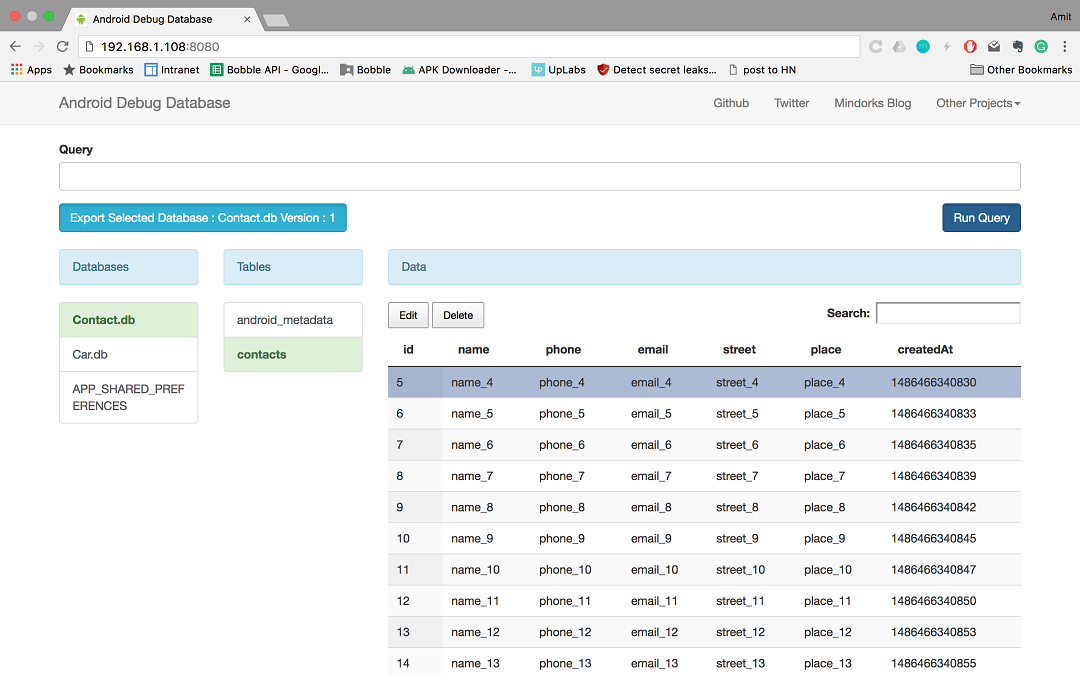 Android Debug Database
Amit
192.168.1.108:8080
Apps Bookmarks Intranet Bobble API - Googl... Bobble APK Downloader -... UpLabs Detect secret leaks... post to HN Other Bookmarks
Android Debug Database Github Twitter Mindorks Blog Other Projects
Query
Export Selected Database : Contact.db Version : 1 Run Query
Databases Tables Data
Contact.db
Car.db
APP_SHARED_PREF
ERENCES
android_metadata
contacts
Edit Delete Search:
id name phone email street place createdAt
5 name_4 phone_4 email_4 street_4 place_4 1486466340830
6 name_5 phone_5 email_5 street_5 place_5 1486466340833
7 name_6 phone_6 email_6 street_6 place_6 1486466340835
8 name_7 phone_7 email_7 street_7 place_7 1486466340839
9 name_8 phone_8 email_8 street_8 place_8 1486466340842
10 name_9 phone_9 email_9 street_9 place_9 1486466340845
11 name_10 phone_10 email_10 street_10 place_10 1486466340847
12 name_11 phone_11 email_11 street_11 place_11 1486466340850
13 name_12 phone_12 email_12 street_12 place_12 1486466340853
14 name_13 phone_13 email_13 street_13 place_13 1486466340855